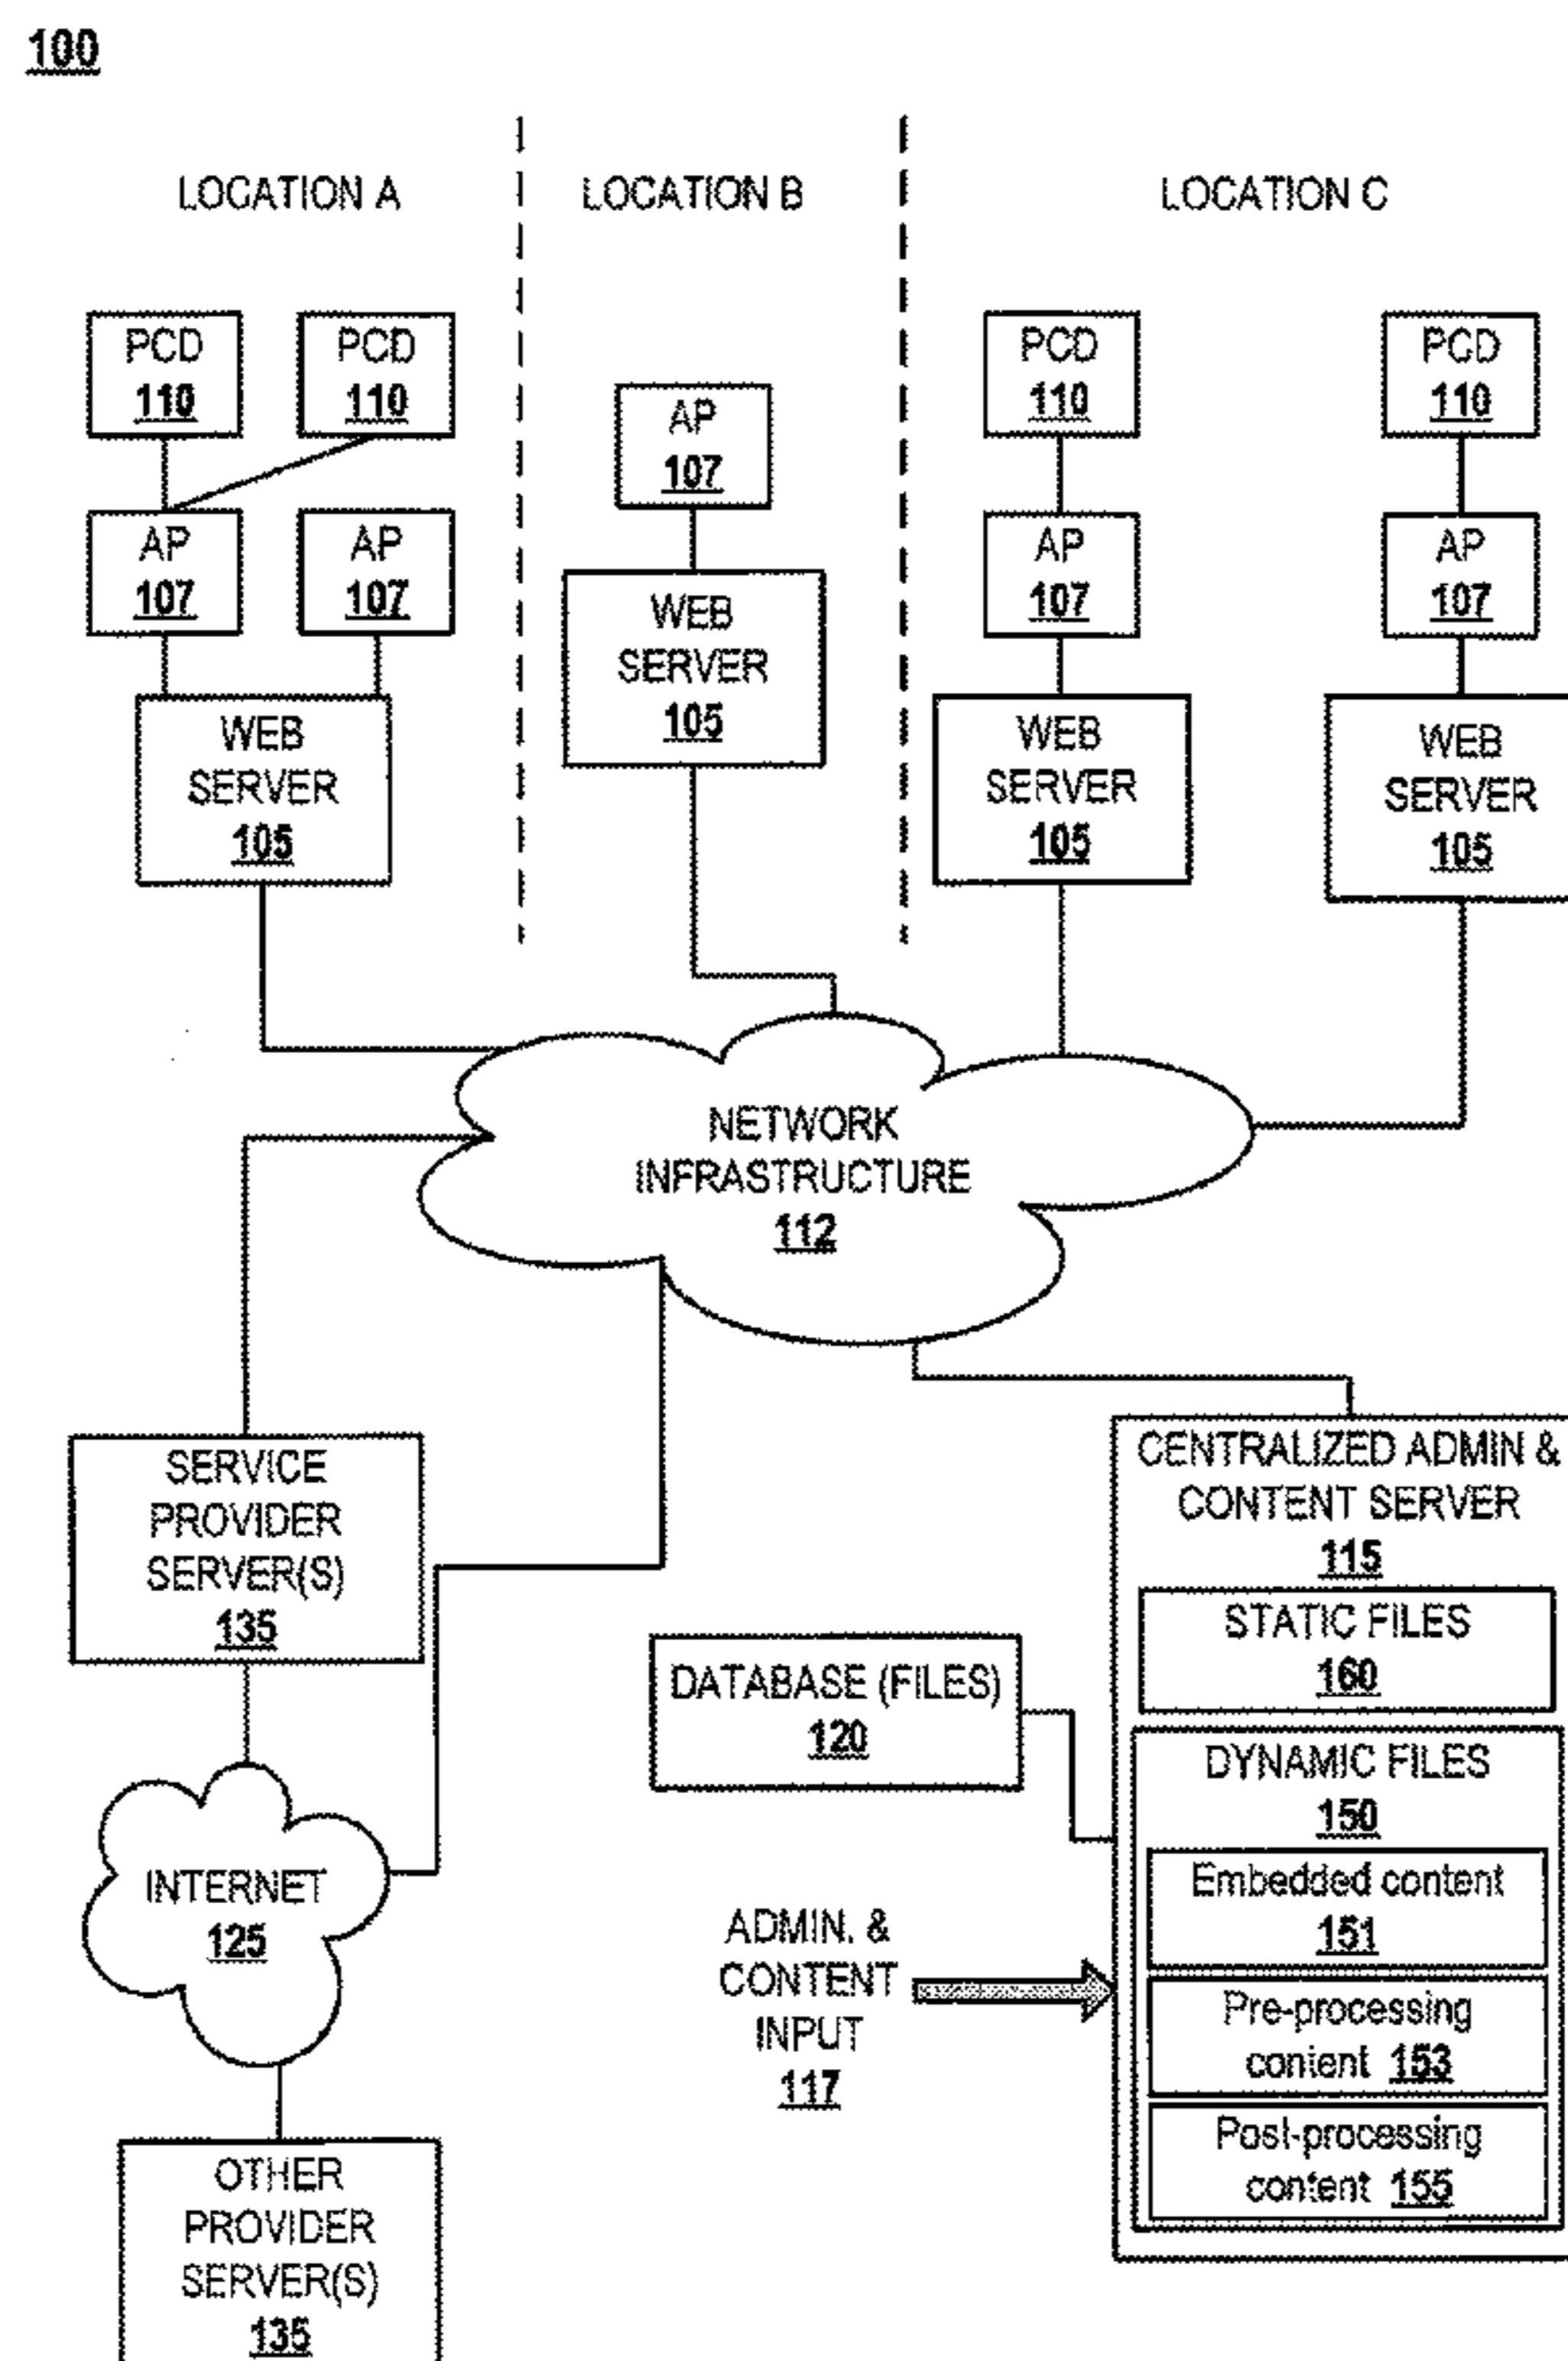 100
LOCATION A
LOCATION B
LOCATION C
PCD
110
PCD
110
AP
107
AP
107
WEB
SERVER
105
AP
107
WEB
SERVER
105
PCD
110
AP
107
WEB
SERVER
105
PCD
110
AP
107
WEB
SERVER
105
NETWORK
INFRASTRUCTURE
112
SERVICE
PROVIDER
SERVER(S)
135
INTERNET
125
OTHER
PROVIDER
SERVER(S)
135
DATABASE (FILES)
120
ADMIN. &
CONTENT
INPUT
117
CENTRALIZED ADMIN &
CONTENT SERVER
115
STATIC FILES
160
DYNAMIC FILES
150
Embedded content
151
Pre-processing
content 153
Post-processing
content 155